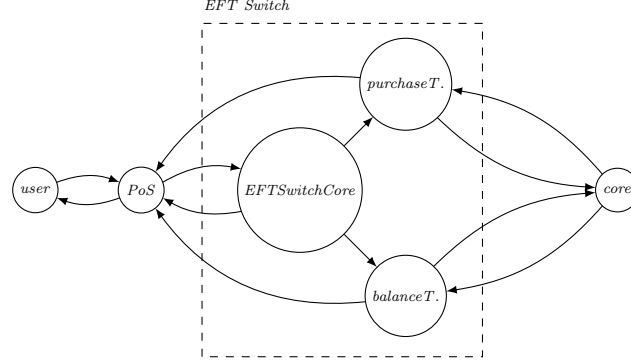 EFT Switch
purchaseT.
user
PoS
EFTSwitchCore
core
balanceT.